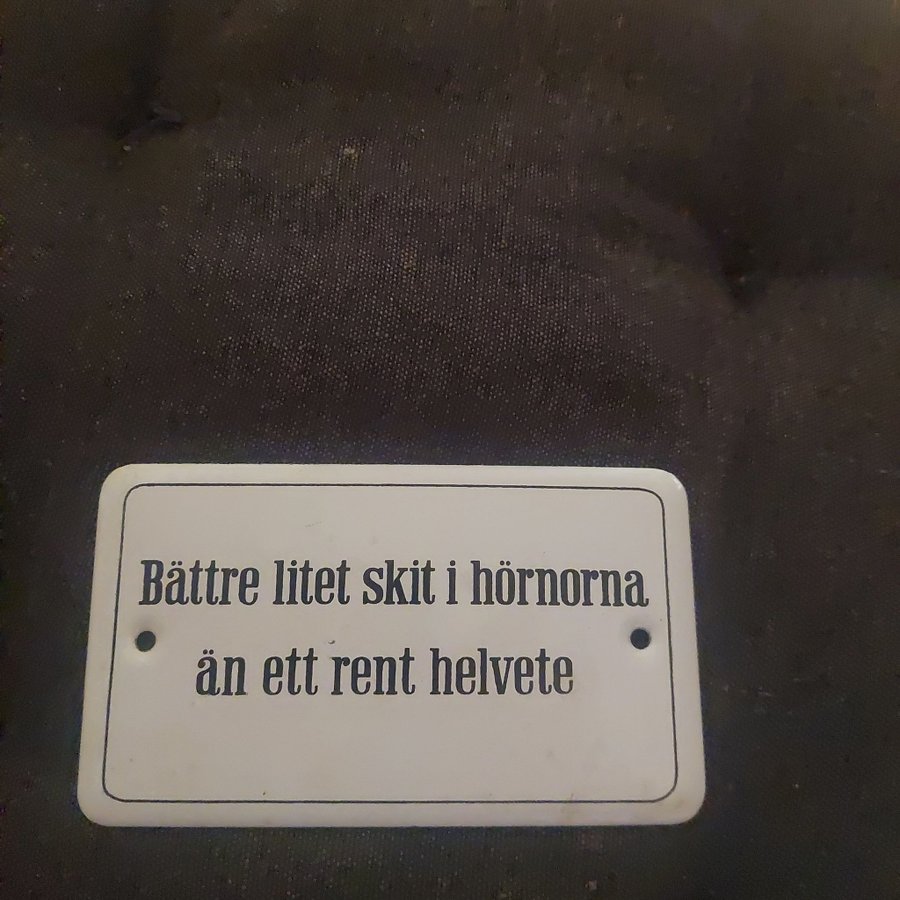 Bättre litet skit i hörnorna
än ett rent helvete